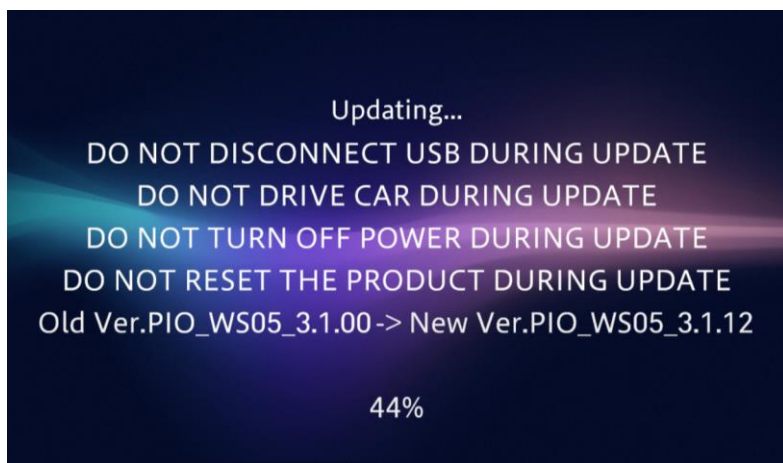 Updating...
DO NOT DISCONNECT USB DURING UPDATE
DO NOT DRIVE CAR DURING UPDATE
DO NOT TURN OFF POWER DURING UPDATE
DO NOT RESET THE PRODUCT DURING UPDATE
Old Ver.PIO_WS05_3.1.00 -> New Ver.PIO_WS05_3.1.12
44%